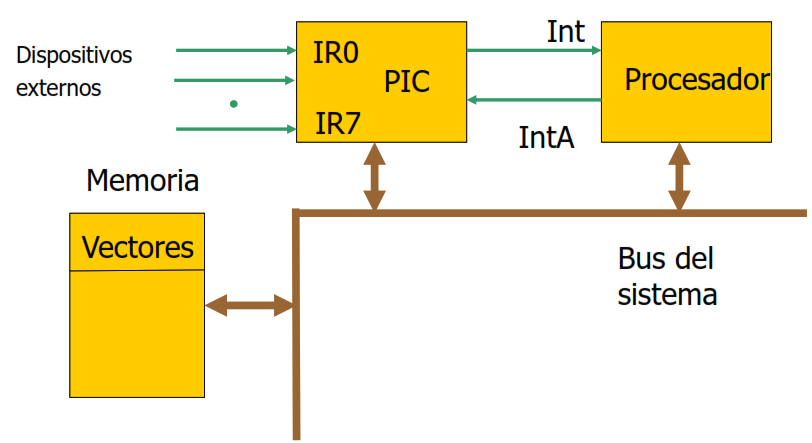 Dispositivos
externos
IR0
PIC
IR7
Int
IntA
Procesador
Memoria
Vectores
Bus del
sistema